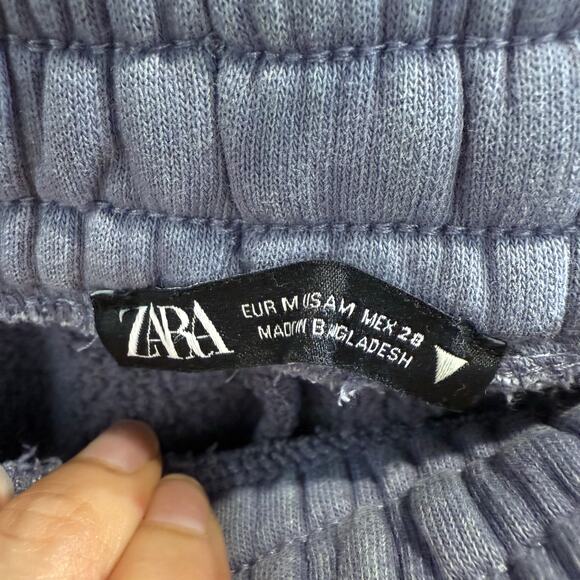 ZARA
EUR M USA M MEX 28
MADE IN BANGLADESH